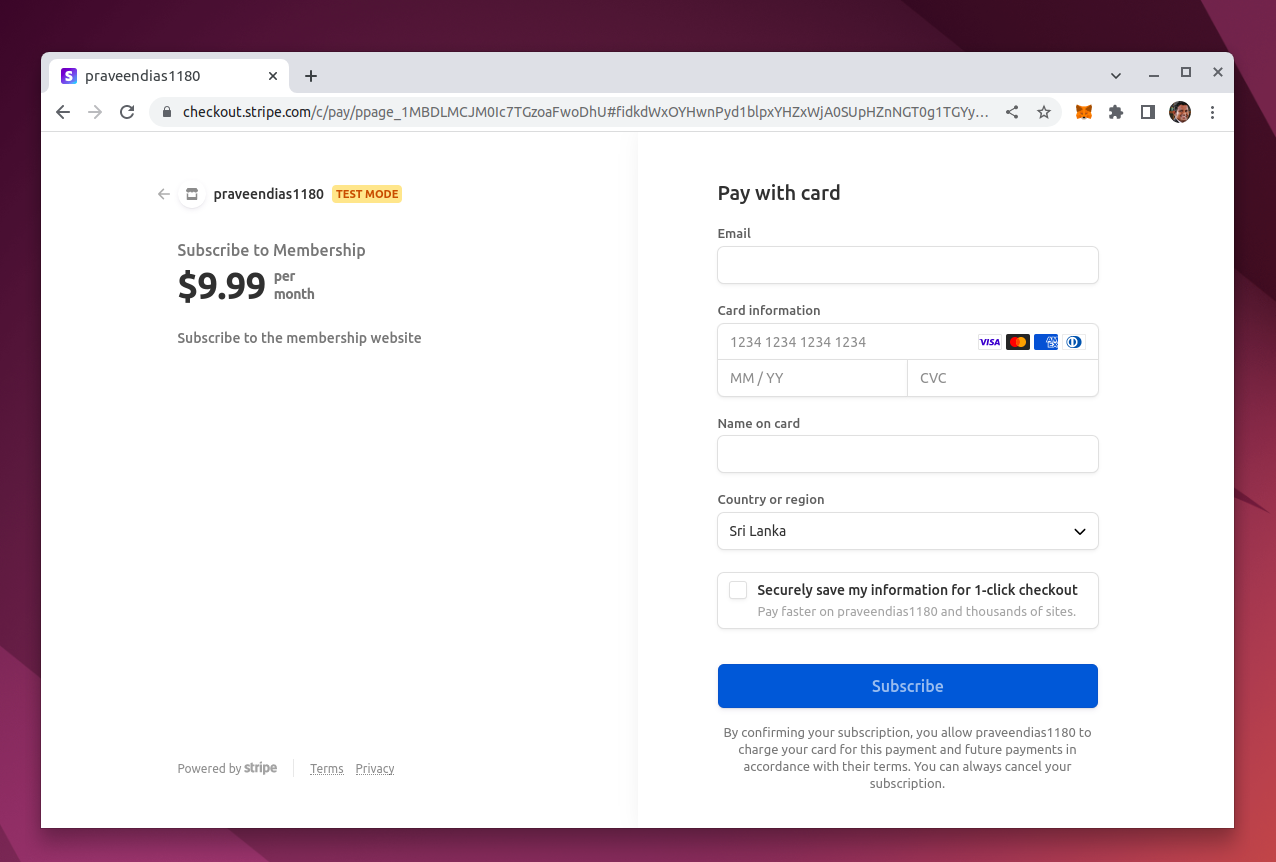 praveendias1180
checkout.stripe.com/c/pay/ppage_1MBDLMCJM0Ic7TGzoaFwoDhU#fidkdWxOYHwnPyd1blpxYHZxWjA0SUpHZnNGT0g1TGYy…
praveendias1180 TEST MODE
Subscribe to Membership
$9.99 per
month
Subscribe to the membership website
Powered by stripe
Terms Privacy
Pay with card
Email
Card information
1234 1234 1234 1234 VISA
MM / YY CVC
Name on card
Country or region
Sri Lanka
Securely save my information for 1-click checkout
Pay faster on praveendias1180 and thousands of sites.
Subscribe
By confirming your subscription, you allow praveendias1180 to
charge your card for this payment and future payments in
accordance with their terms. You can always cancel your
subscription.